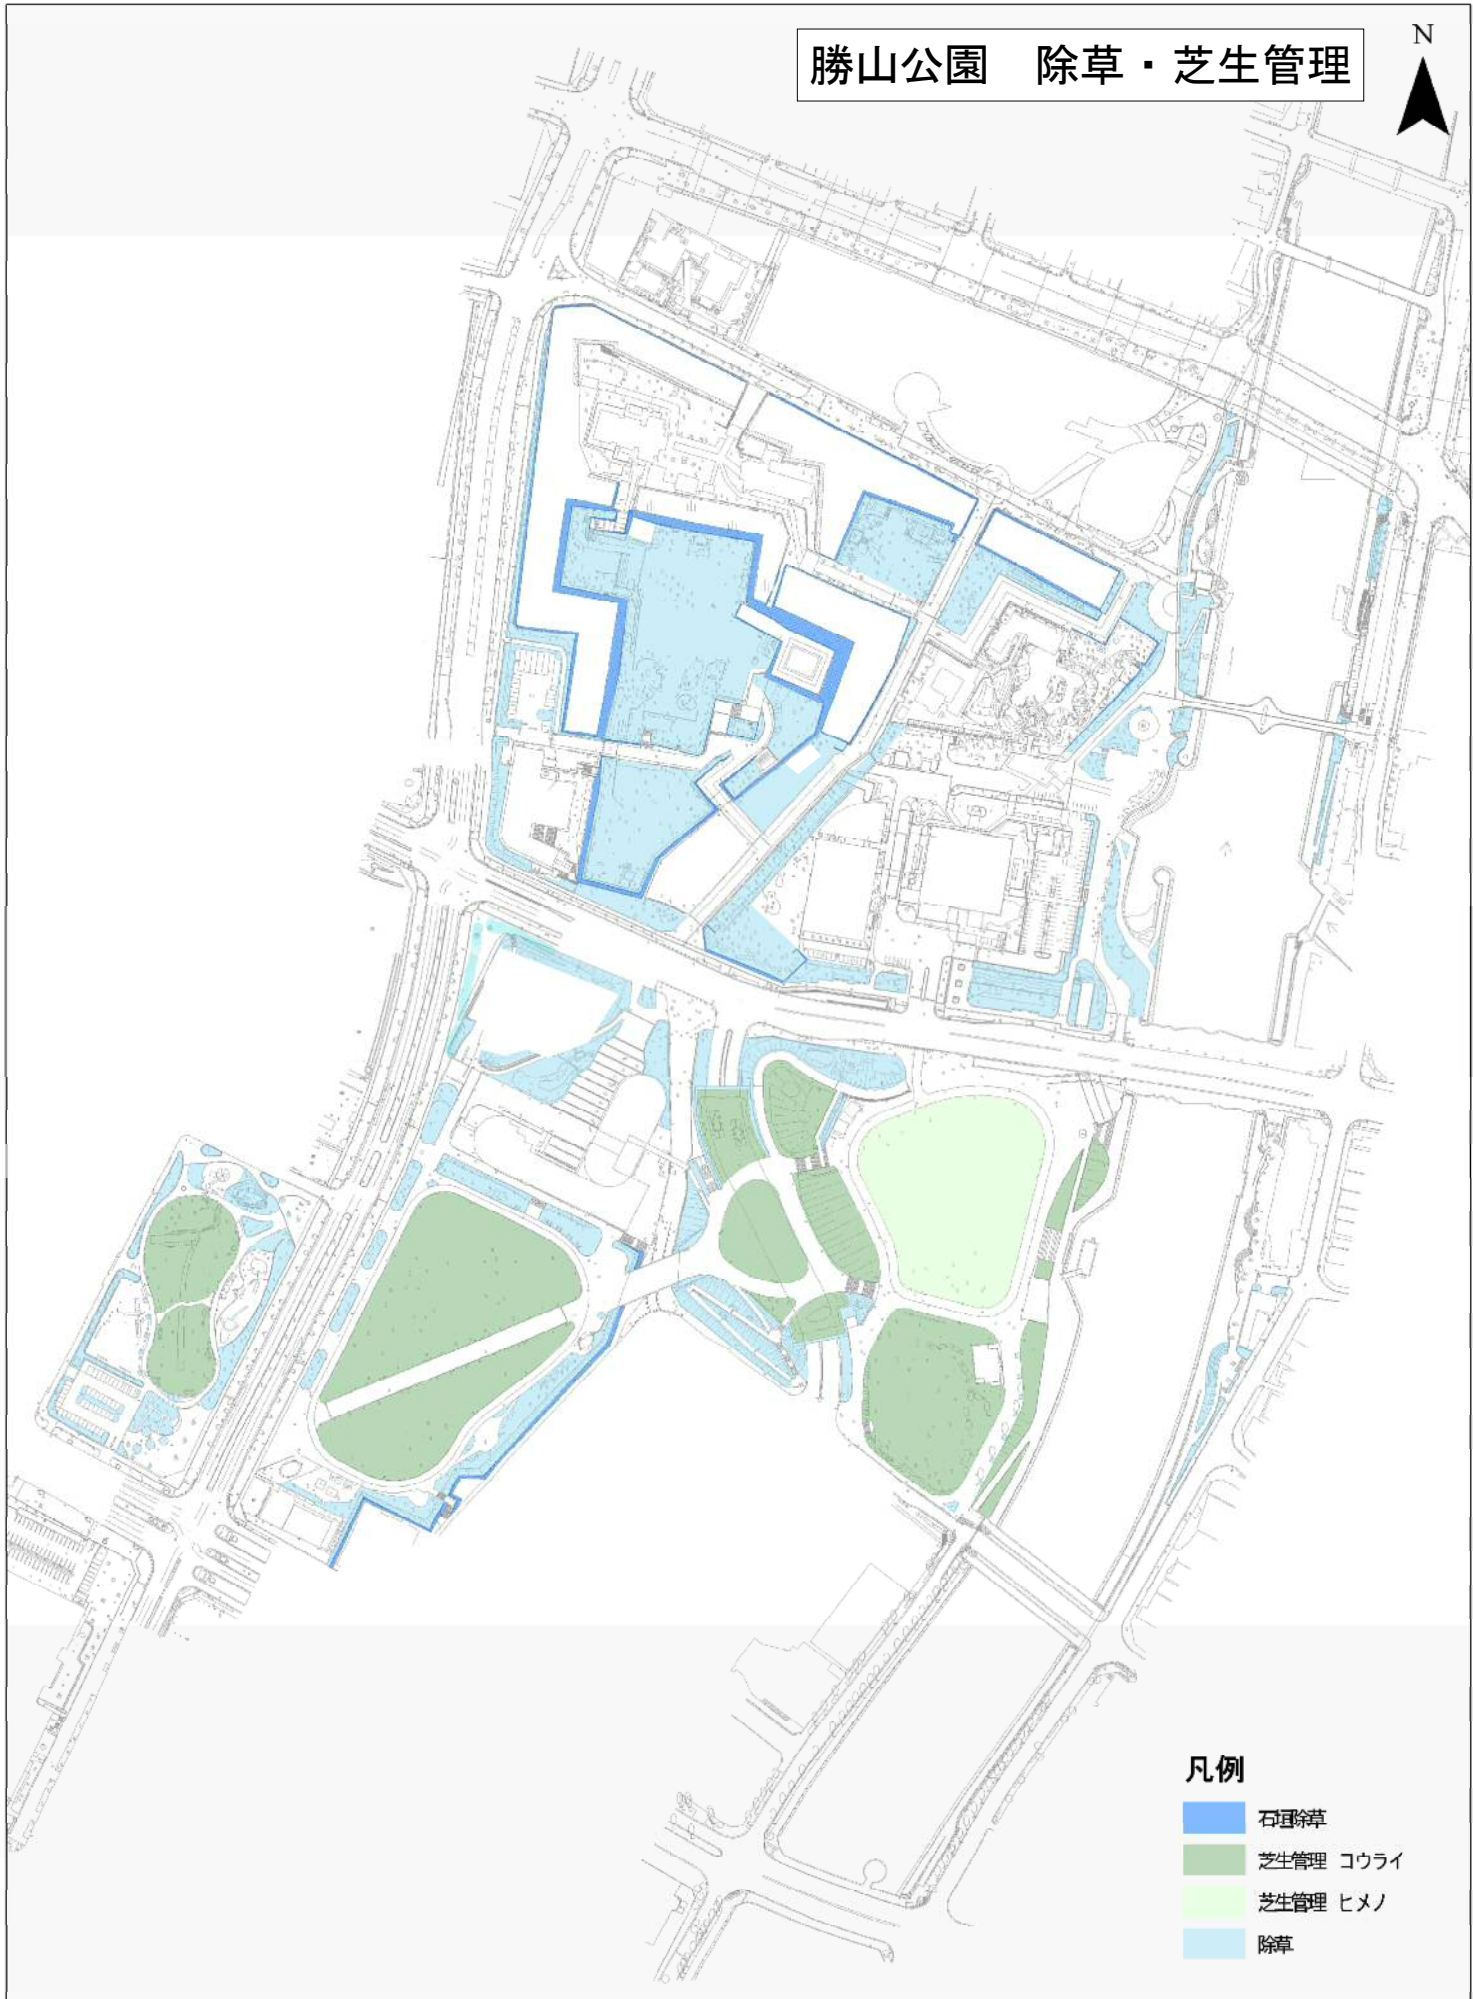 勝山公園　除草・芝生管理
N
凡例
石垣除草
芝生管理 コウライ
芝生管理 ヒメノ
除草